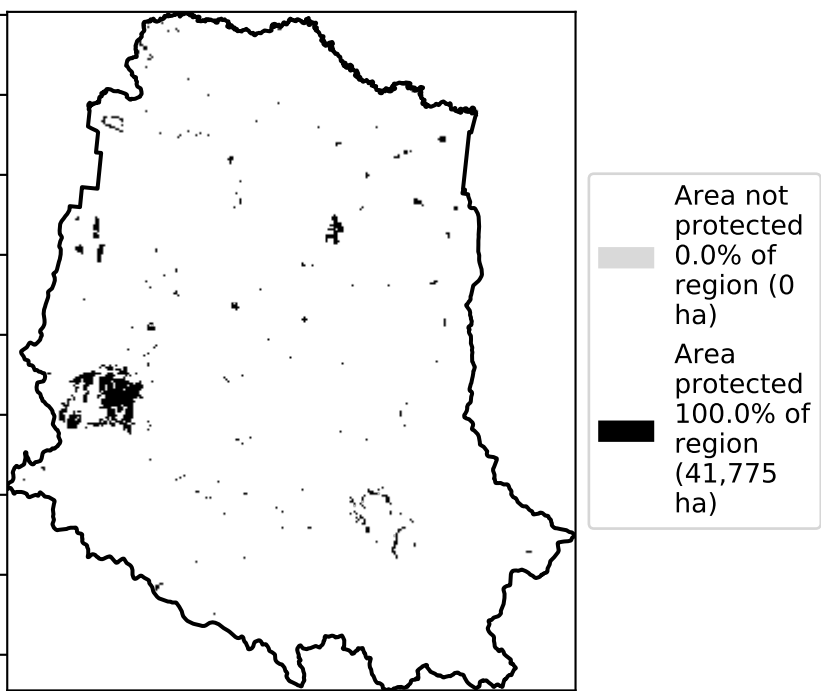 Area not
protected
0.0% of
region (0
ha)
Area
protected
100.0% of
region
(41,775
ha)